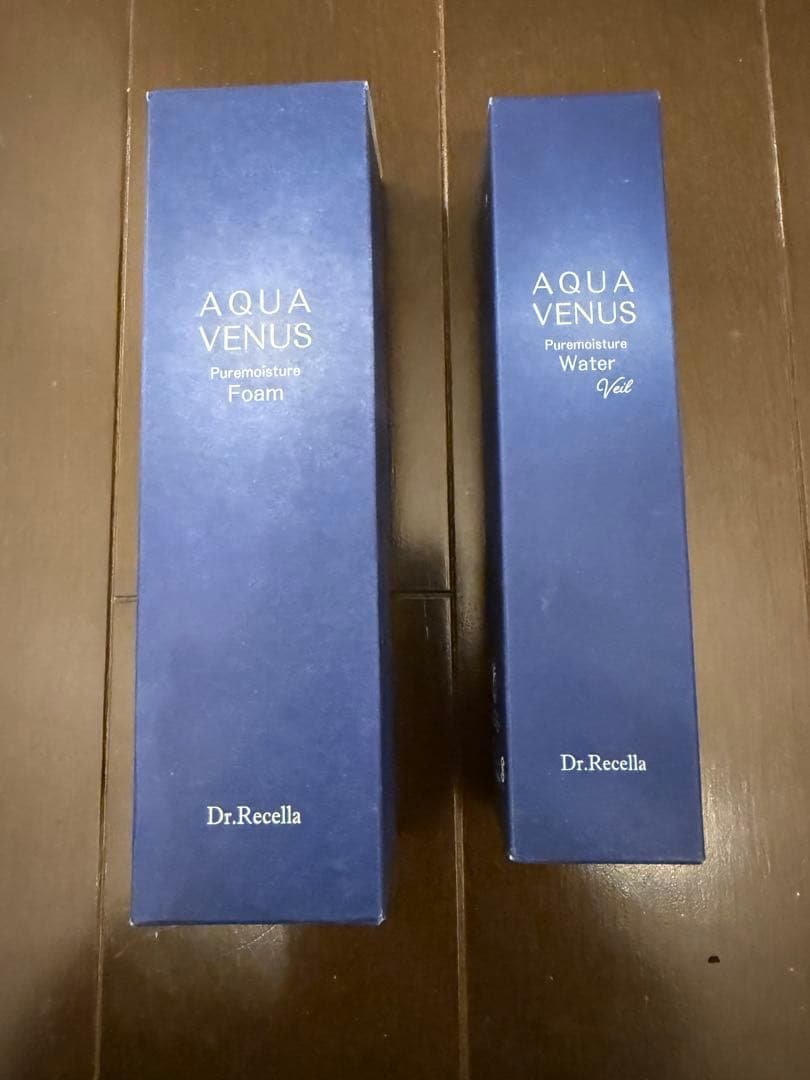 AQUA
VENUS
Puremoisture
Foam
Dr.Recella
AQUA
VENUS
Puremoisture
Water
Veil
Dr.Recella